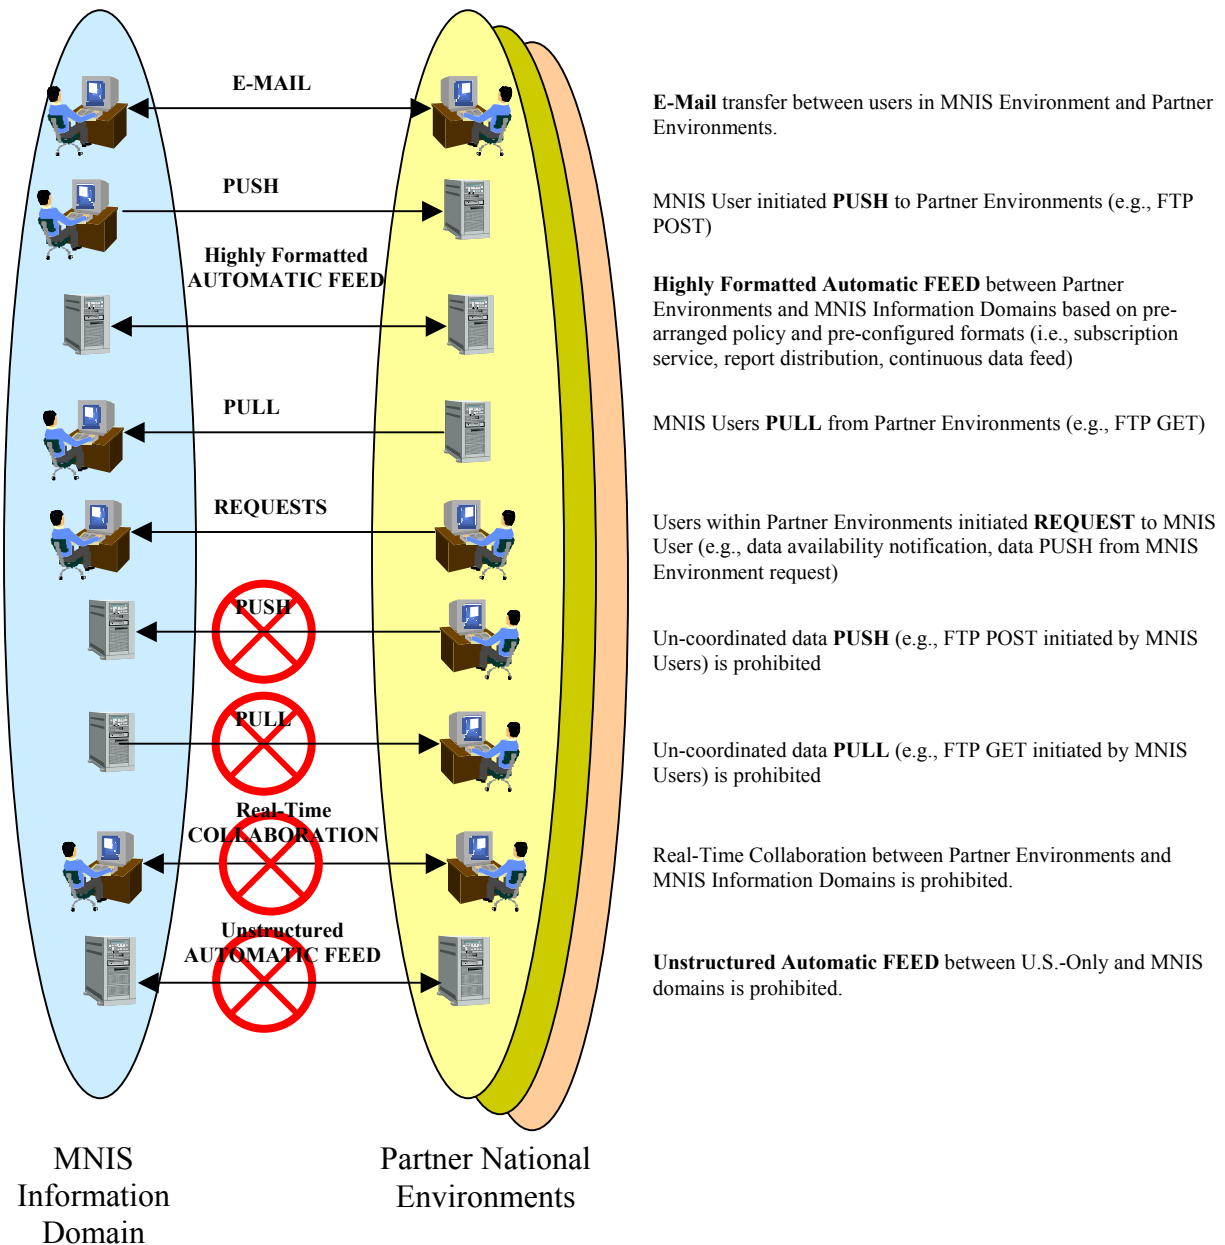 E-MAIL
E-Mail transfer between users in MNIS Environment and Partner
Environments.
PUSH
MNIS User initiated PUSH to Partner Environments (e.g., FTP
POST)
Highly Formatted
AUTOMATIC FEED
Highly Formatted Automatic FEED between Partner
Environments and MNIS Information Domains based on pre-
arranged policy and pre-configured formats (i.e., subscription
service, report distribution, continuous data feed)
PULL
MNIS Users PULL from Partner Environments (e.g., FTP GET)
REQUESTS
Users within Partner Environments initiated REQUEST to MNIS
User (e.g., data availability notification, data PUSH from MNIS
Environment request)
PUSH
Un-coordinated data PUSH (e.g., FTP POST initiated by MNIS
Users) is prohibited
PULL
Un-coordinated data PULL (e.g., FTP GET initiated by MNIS
Users) is prohibited
Real-Time
COLLABORATION
Real-Time Collaboration between Partner Environments and
MNIS Information Domains is prohibited.
Unstructured
AUTOMATIC FEED
Unstructured Automatic FEED between U.S.-Only and MNIS
domains is prohibited.
MNIS
Information
Domain
Partner National
Environments